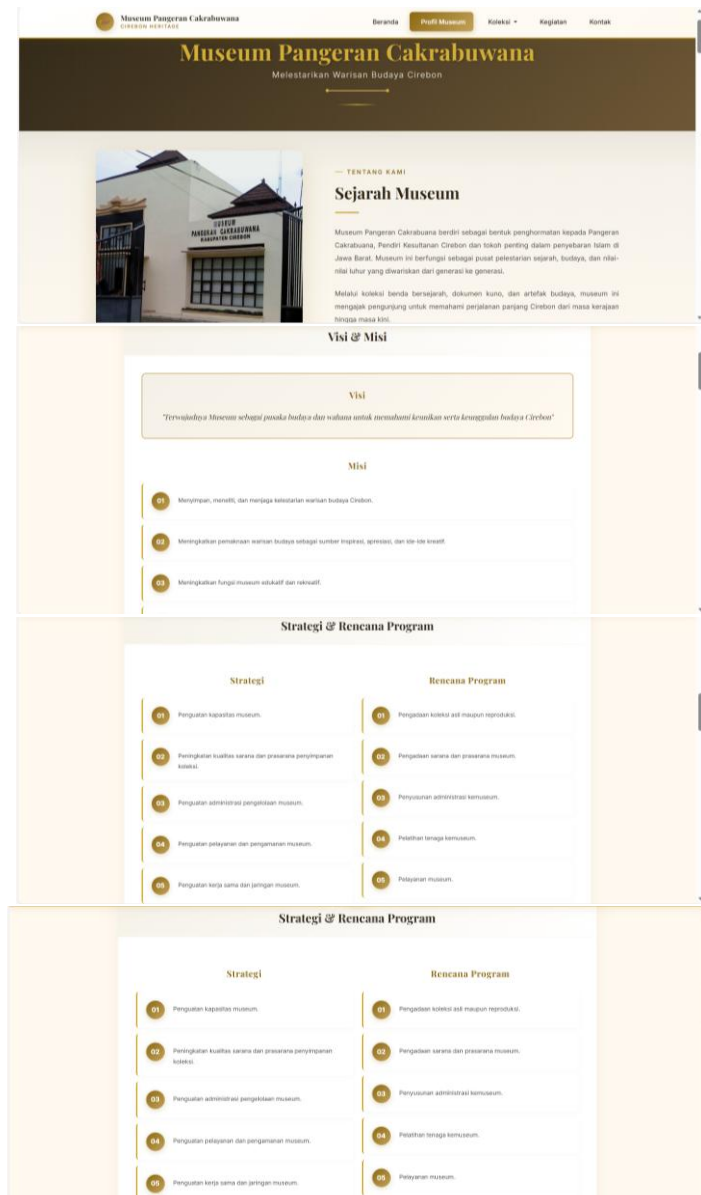 Museum Pangeran Cakrabuwana
CIREBON HERITAGE
Beranda
Profil Museum
Koleksi
Kegiatan
Kontak
Museum Pangeran Cakrabuwana
Melestarikan Warisan Budaya Cirebon
MUSEUM
PANGERAN CAKRABUWANA
KABUPATEN CIREBON
— TENTANG KAMI
Sejarah Museum
Museum Pangeran Cakrabuana berdiri sebagai bentuk penghormatan kepada Pangeran
Cakrabuana, Pendiri Kesultanan Cirebon dan tokoh penting dalam penyebaran Islam di
Jawa Barat. Museum ini berfungsi sebagai pusat pelestarian sejarah, budaya, dan nilai-
nilai luhur yang diwariskan dari generasi ke generasi.
Melalui koleksi benda bersejarah, dokumen kuno, dan artefak budaya, museum ini
mengajak pengunjung untuk memahami perjalanan panjang Cirebon dari masa kerajaan
hingga masa kini.
Visi & Misi
Visi
"Terwujudnya Museum sebagai pusaka budaya dan wahana untuk memahami keunikan serta keunggulan budaya Cirebon"
Misi
01 Menyimpan, meneliti, dan menjaga kelestarian warisan budaya Cirebon.
02 Meningkatkan pemaknaan warisan budaya sebagai sumber inspirasi, apresiasi, dan ide-ide kreatif.
03 Meningkatkan fungsi museum edukatif dan rekreatif.
Strategi & Rencana Program
Strategi
01 Penguatan kapasitas museum.
02 Peningkatan kualitas sarana dan prasarana penyimpanan
koleksi.
03 Penguatan administrasi pengelolaan museum.
04 Penguatan pelayanan dan pengamanan museum.
05 Penguatan kerja sama dan jaringan museum.
Rencana Program
01 Pengadaan koleksi asli maupun reproduksi.
02 Pengadaan sarana dan prasarana museum.
03 Penyusunan administrasi kemuseum.
04 Pelatihan tenaga kemuseum.
05 Pelayanan museum.
Strategi & Rencana Program
Strategi
01 Penguatan kapasitas museum.
02 Peningkatan kualitas sarana dan prasarana penyimpanan
koleksi.
03 Penguatan administrasi pengelolaan museum.
04 Penguatan pelayanan dan pengamanan museum.
05 Penguatan kerja sama dan jaringan museum.
Rencana Program
01 Pengadaan koleksi asli maupun reproduksi.
02 Pengadaan sarana dan prasarana museum.
03 Penyusunan administrasi kemuseum.
04 Pelatihan tenaga kemuseum.
05 Pelayanan museum.